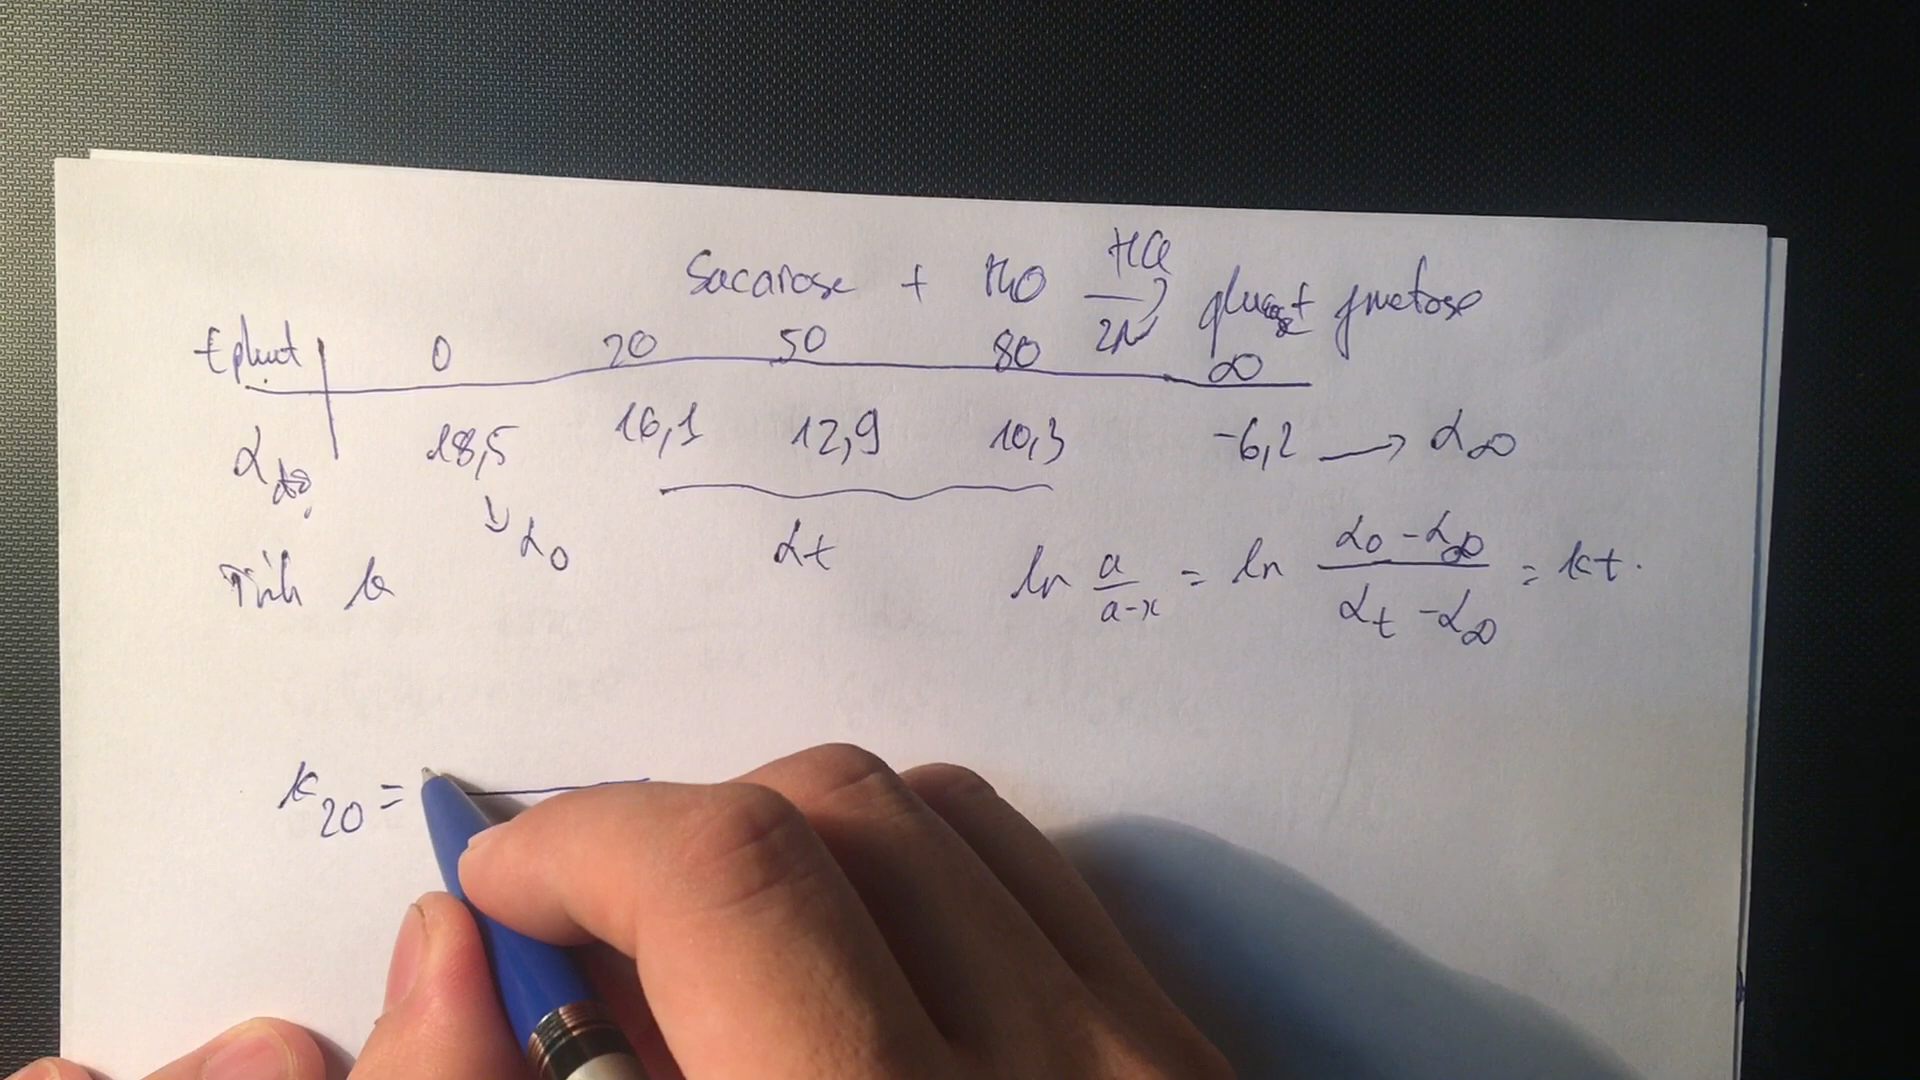 Sacarose + H2O HCl → 2N glucose + fructose
t phút 0 20 50 80 ∞
α độ 18,5 16,1 12,9 10,3 -6,2 → α∞
↓ α0 αt
Tính k
ln a/a-x = ln α0 - α∞/αt - α∞ = kt.
k20 =